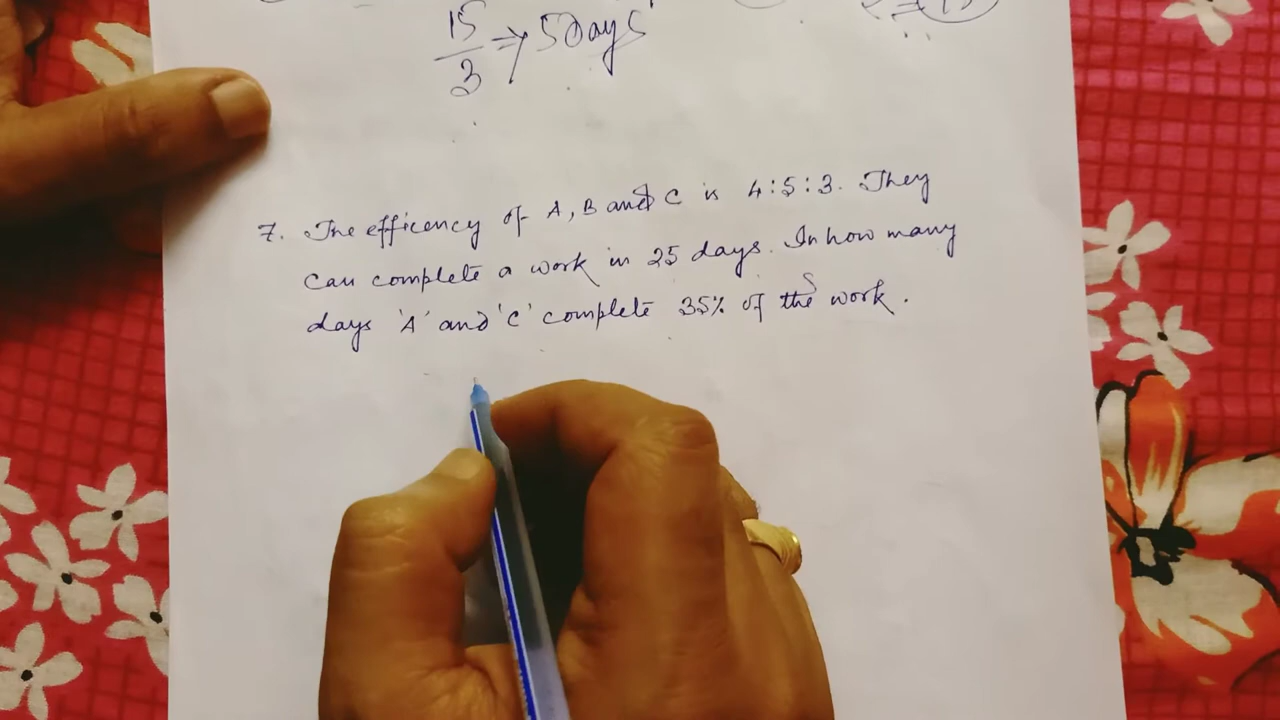 15
3 ⇒ 5 Days
7. The efficency of A, B and C is 4:5:3. They
can complete a work in 25 days. In how many
days 'A' and 'C' complete 35% of the work.